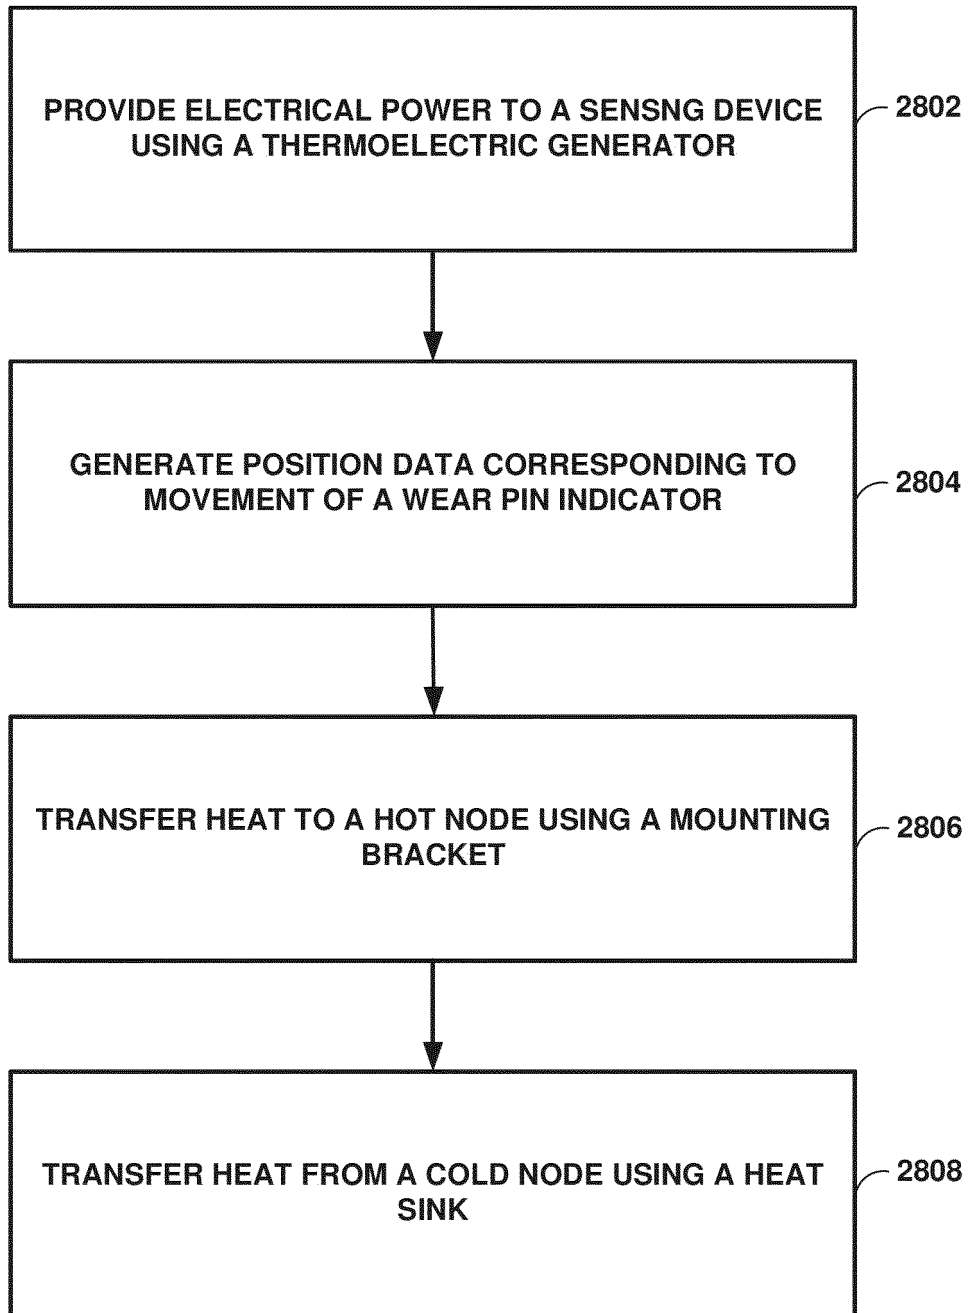 PROVIDE ELECTRICAL POWER TO A SENSNG DEVICE
USING A THERMOELECTRIC GENERATOR
2802
GENERATE POSITION DATA CORRESPONDING TO
MOVEMENT OF A WEAR PIN INDICATOR
2804
TRANSFER HEAT TO A HOT NODE USING A MOUNTING
BRACKET
2806
TRANSFER HEAT FROM A COLD NODE USING A HEAT
SINK
2808